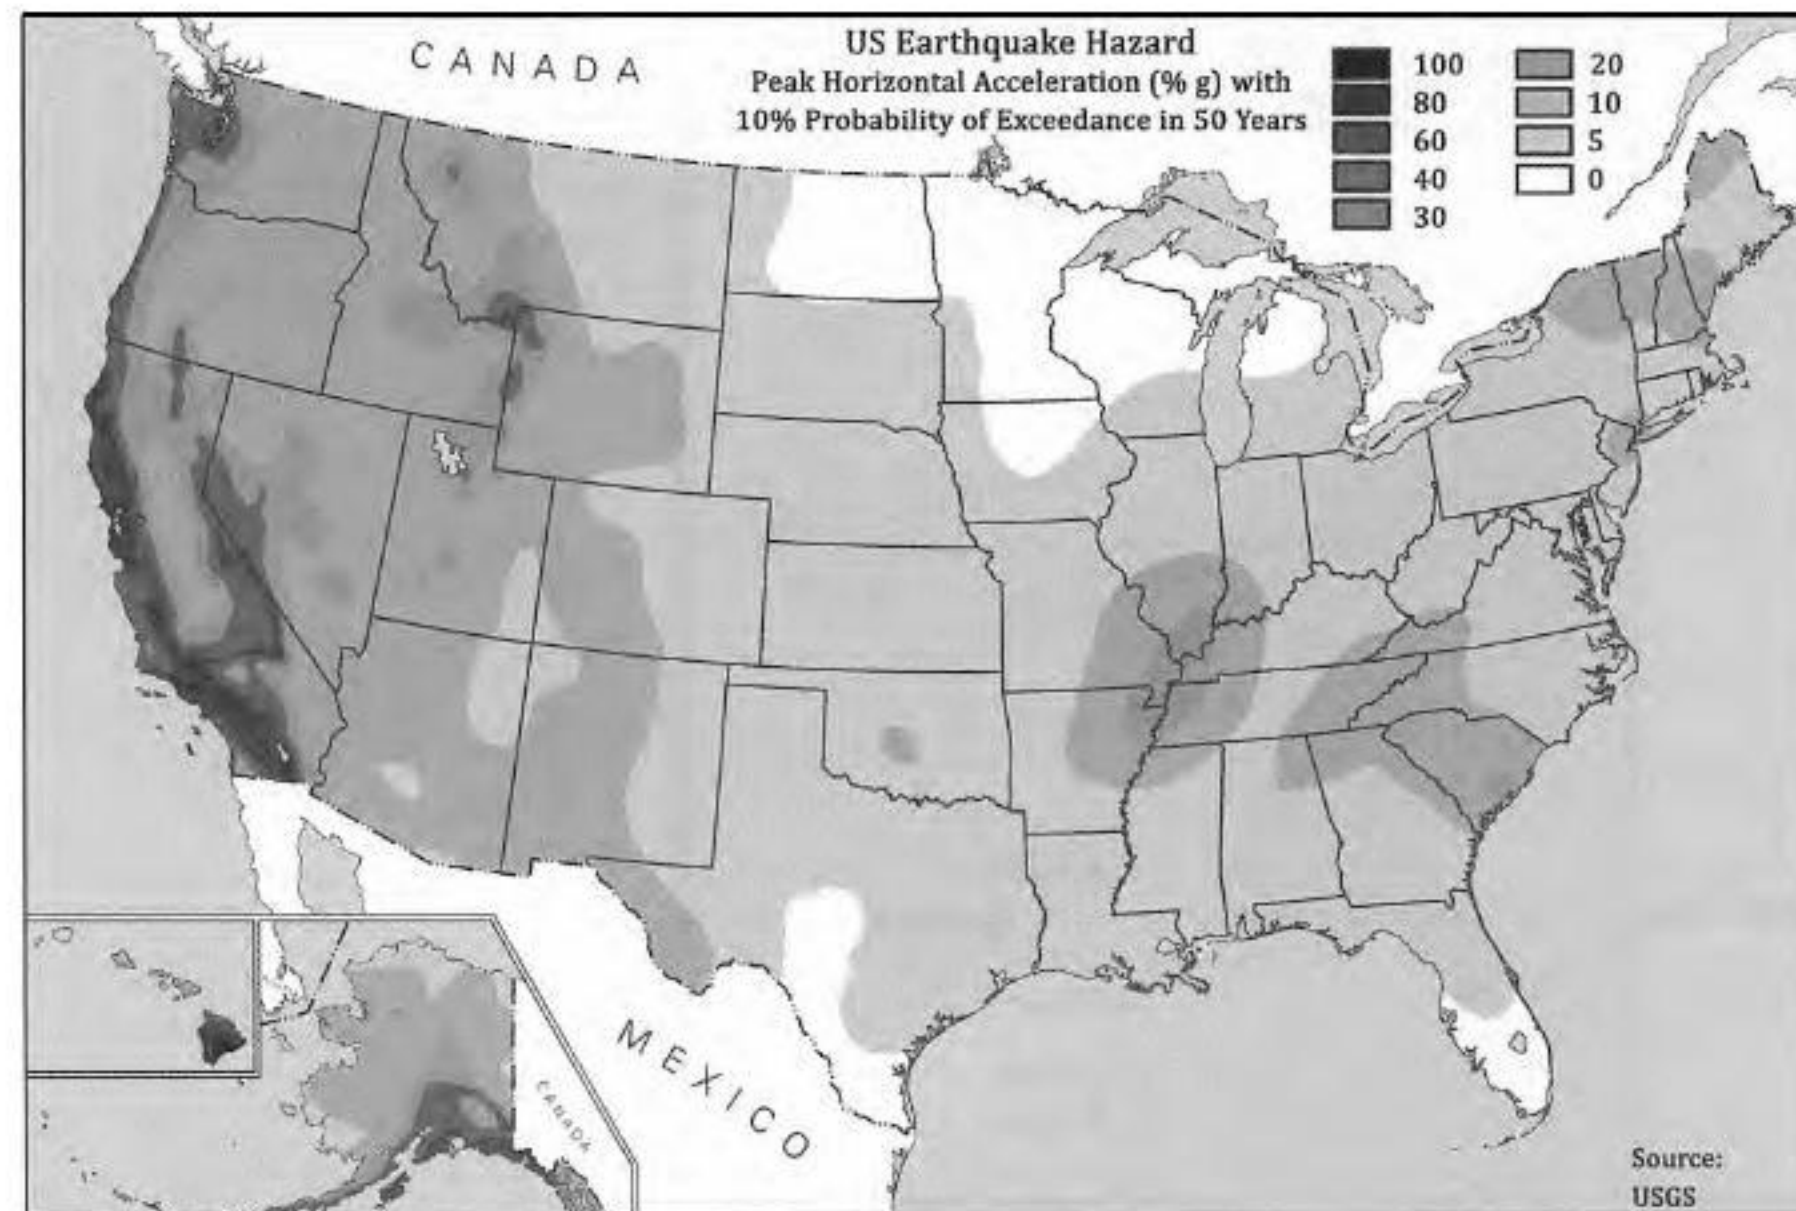 CANADA
US Earthquake Hazard
Peak Horizontal Acceleration (% g) with
10% Probability of Exceedance in 50 Years
100
80
60
40
30
20
10
5
0
MEXICO
CANADA
Source:
USGS